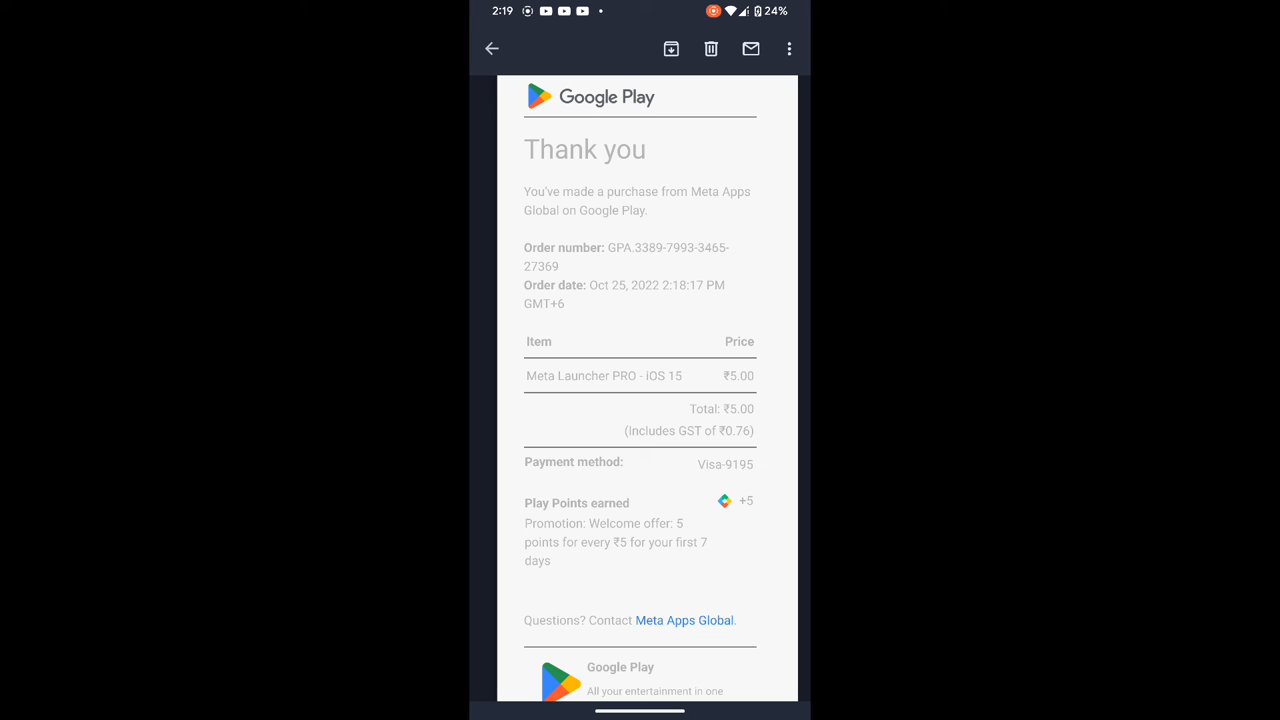 2:19
24%
Google Play
Thank you
You've made a purchase from Meta Apps
Global on Google Play.
Order number: GPA.3389-7993-3465-
27369
Order date: Oct 25, 2022 2:18:17 PM
GMT+6
Item Price
Meta Launcher PRO - iOS 15 ₹5.00
Total: ₹5.00
(Includes GST of ₹0.76)
Payment method: Visa-9195
Play Points earned +5
Promotion: Welcome offer: 5
points for every ₹5 for your first 7
days
Questions? Contact Meta Apps Global.
Google Play
All your entertainment in one